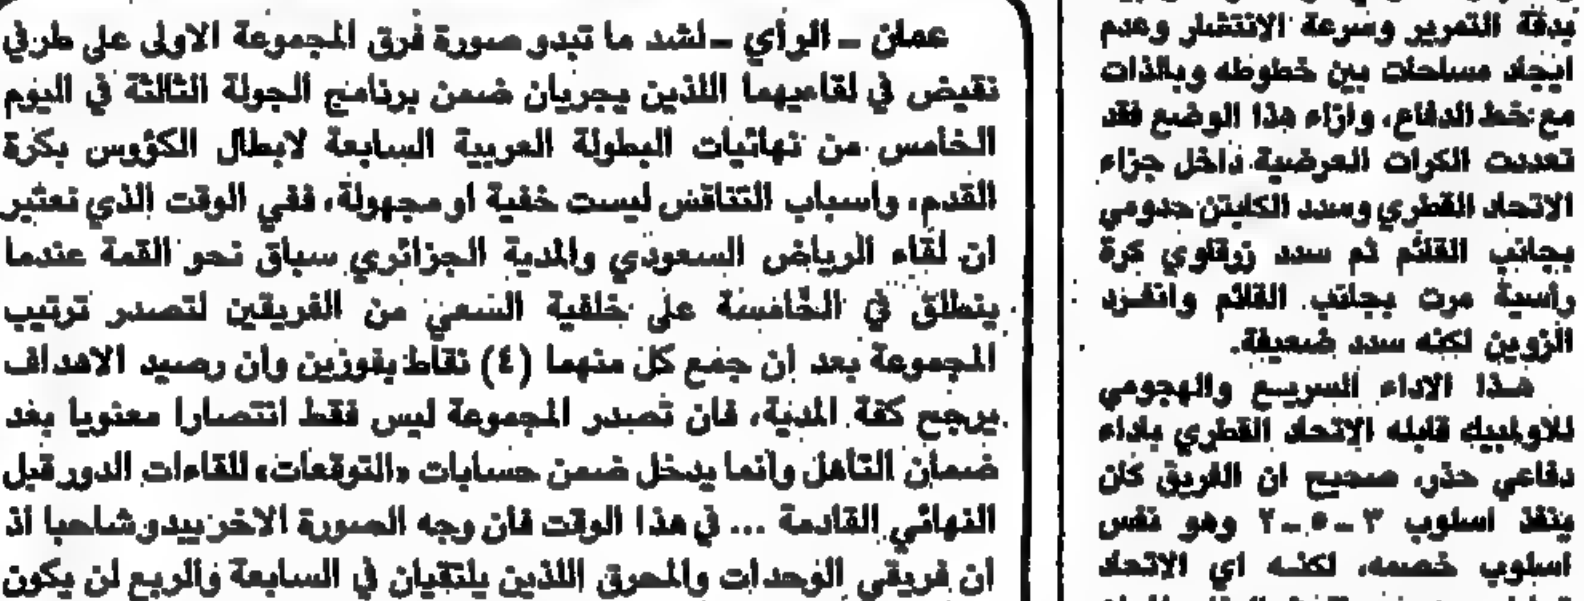 بدقة التمرير وسرعة الانتشار وعدم
ايجاد مساحات بين خطوطه وبالذات
مع خط الدفاع، وازاء هذا الوضع فقد
تعددت الكرات العرضية داخل جزاء
الاتحاد القطري وسدد الكابتن حدومي
بجانب القائم ثم سدد زرقاوي كرة
رأسية مرت بجانب القائم وانفرد
الزوين لكنه سدد ضعيفة.
هذا الاداء السريع والهجومي
للاولمبيك قابله الاتحاد القطري باداء
دفاعي حذر، صحيح ان الفريق كان
ينفذ اسلوب ٣ ـ ٥ ـ ٢ وهو نفس
اسلوب خصمه، لكنه اي الاتحاد
عمان ـ الرأي ـ لشد ما تبدو صورة فرق المجموعة الاولى على طرفي
نقيض في لقاءيهما اللذين يجريان ضمن برنامج الجولة الثالثة في اليوم
الخامس من نهائيات البطولة العربية السابعة لابطال الكؤوس بكرة
القدم، واسباب التناقض ليست خفية او مجهولة، ففي الوقت الذي نعتبر
ان لقاء الرياض السعودي والمدية الجزائري سباق نحو القمة عندما
ينطلق في الخامسة على خلفية السعي من الفريقين لتصدر ترتيب
المجموعة بعد ان جمع كل منهما (٤) نقاط بفوزين وان رصيد الاهداف
يرجح كفة المدية، فان تصدر المجموعة ليس فقط انتصارا معنويا بعد
ضمان التأهل وانما يدخل ضمن حسابات «التوقعات» للقاءات الدور قبل
النهائي القادمة ... في هذا الوقت فان وجه الصورة الاخر يبدو شاحبا اذ
ان فريقي الوحدات والمحرق اللذين يلتقيان في السابعة والربع لن يكون